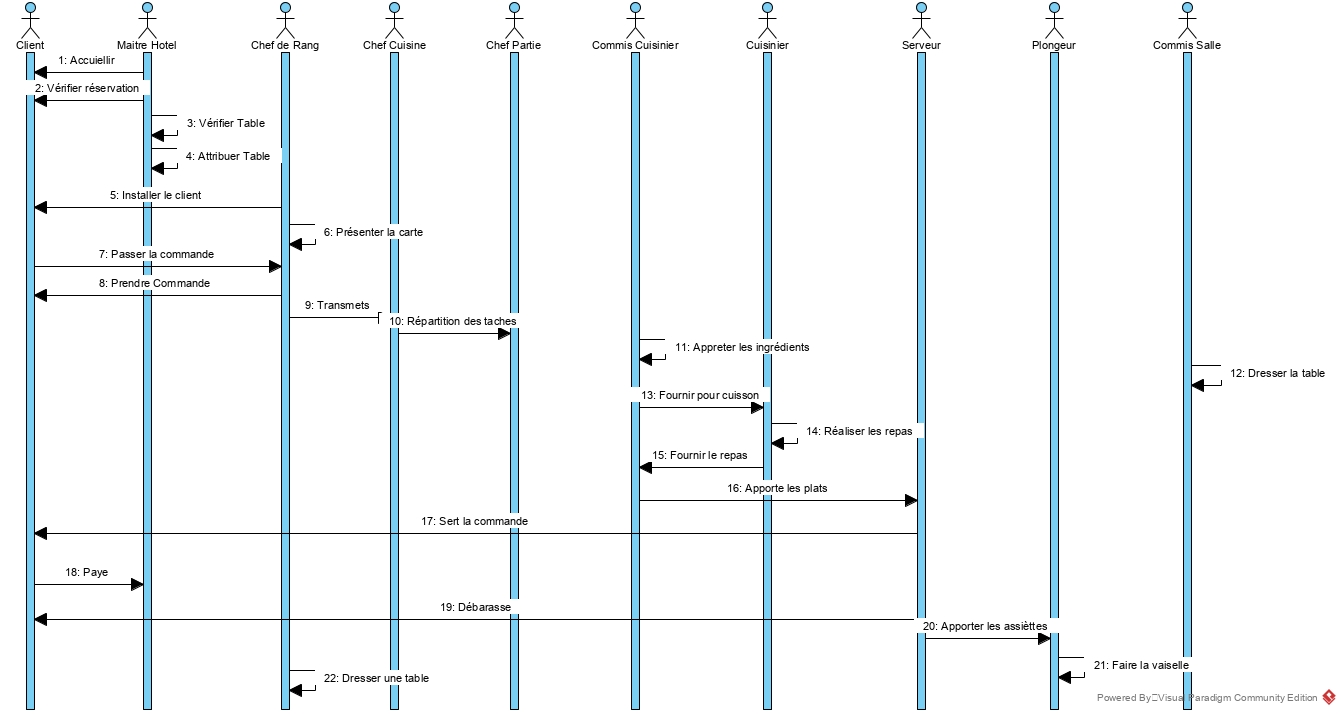 Client
Maitre Hotel
Chef de Rang
Chef Cuisine
Chef Partie
Commis Cuisinier
Cuisinier
Serveur
Plongeur
Commis Salle
1: Accuiellir
2: Vérifier réservation
3: Vérifier Table
4: Attribuer Table
5: Installer le client
6: Présenter la carte
7: Passer la commande
8: Prendre Commande
9: Transmets
10: Répartition des taches
11: Appreter les ingrédients
12: Dresser la table
13: Fournir pour cuisson
14: Réaliser les repas
15: Fournir le repas
16: Apporte les plats
17: Sert la commande
18: Paye
19: Débarasse
20: Apporter les assièttes
21: Faire la vaiselle
22: Dresser une table
Powered By Visual Paradigm Community Edition